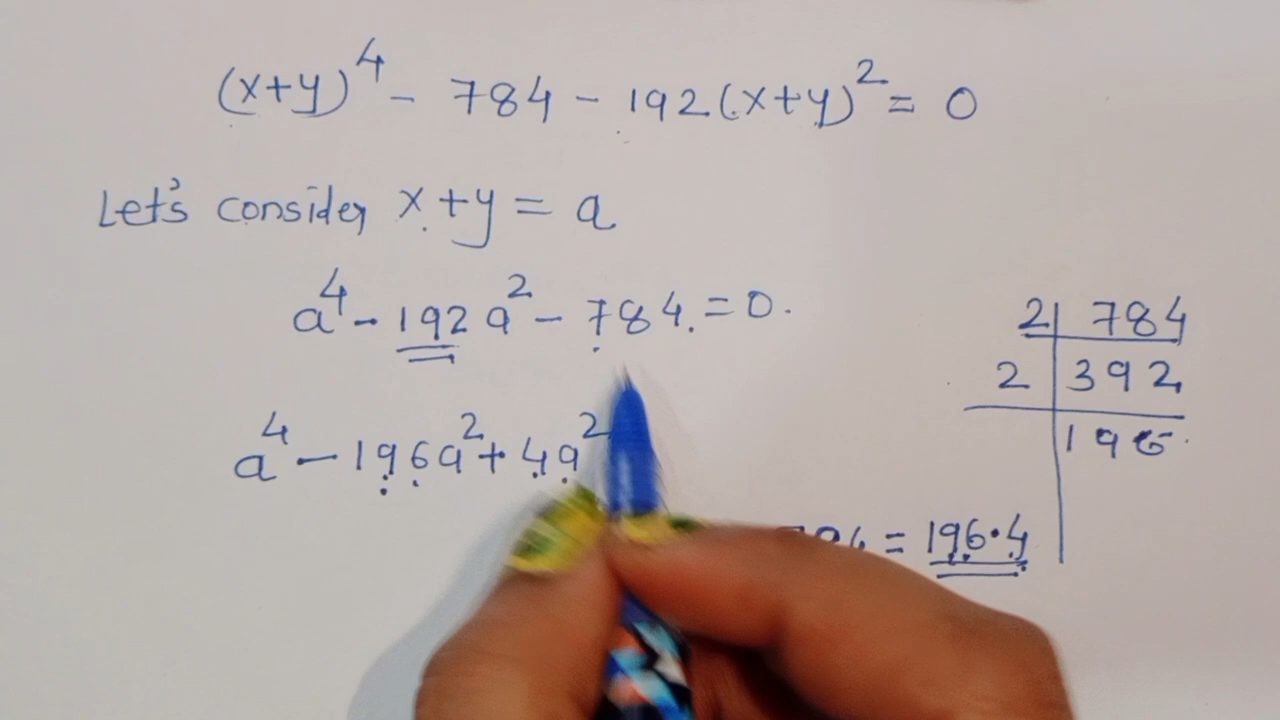 (x+y)⁴ - 784 - 192(x+y)² = 0
Let's consider x+y = a
a⁴ - 192a² - 784 = 0.
a⁴ - 196a² + 4a²
2 | 784
2 | 392
196
= 196·4